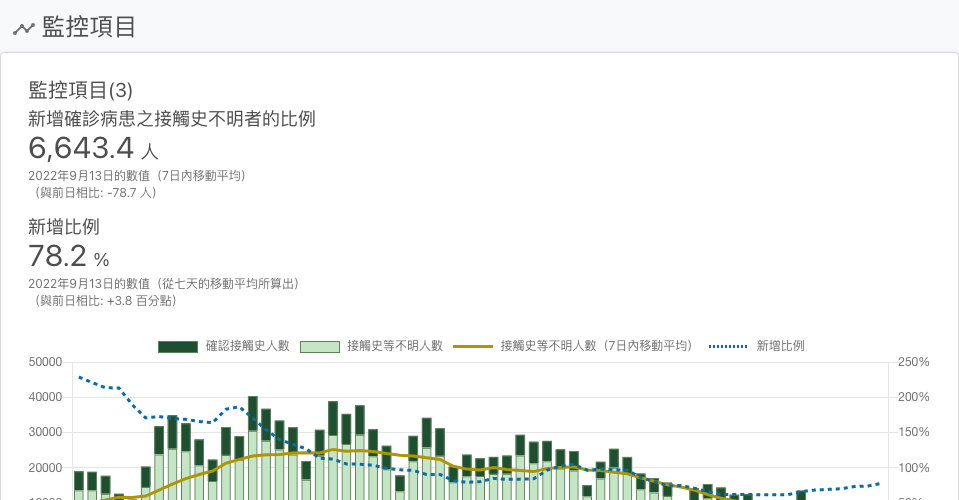 監控項目
監控項目(3)
新增確診病患之接觸史不明者的比例
6,643.4 人
2022年9月13日的數值（7日內移動平均）
（與前日相比: -78.7 人）
新增比例
78.2 %
2022年9月13日的數值（從七天的移動平均所算出）
（與前日相比: +3.8 百分點）
確認接觸史人數 接觸史等不明人數 接觸史等不明人數（7日內移動平均） 新增比例
50000 250%
40000 200%
30000 150%
20000 100%
10000 50%